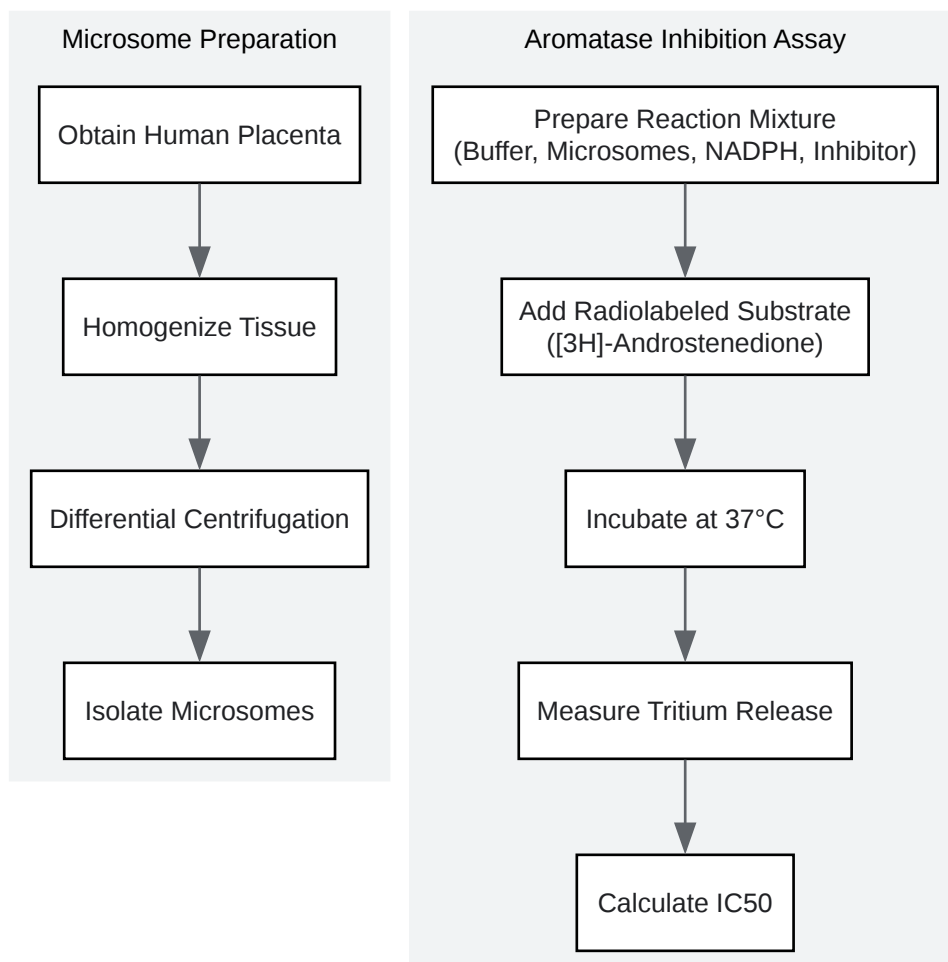 Microsome Preparation
Obtain Human Placenta
Homogenize Tissue
Differential Centrifugation
Isolate Microsomes
Aromatase Inhibition Assay
Prepare Reaction Mixture
(Buffer, Microsomes, NADPH, Inhibitor)
Add Radiolabeled Substrate
([3H]-Androstenedione)
Incubate at 37°C
Measure Tritium Release
Calculate IC50